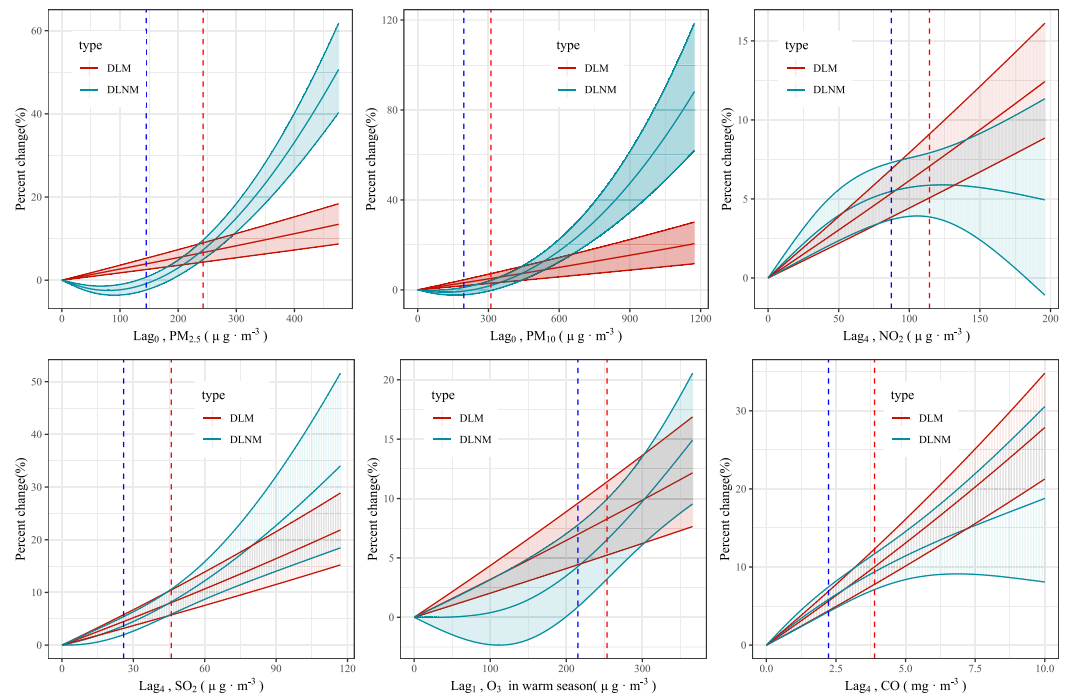 Percent change(%)
60
40
20
0
type
DLM
DLNM
0
100
200
300
400
Lag₀ , PM₂.₅ ( μ g · m⁻³ )
Percent change(%)
120
80
40
0
type
DLM
DLNM
0
300
600
900
1200
Lag₀ , PM₁₀ ( μ g · m⁻³ )
Percent change(%)
15
10
5
0
type
DLM
DLNM
0
50
100
150
200
Lag₄ , NO₂ ( μ g · m⁻³ )
Percent change(%)
50
40
30
20
10
0
type
DLM
DLNM
0
30
60
90
120
Lag₄ , SO₂ ( μ g · m⁻³ )
Percent change(%)
20
15
10
5
0
type
DLM
DLNM
0
100
200
300
Lag₁ , O₃ in warm season( μ g · m⁻³ )
Percent change(%)
30
20
10
0
type
DLM
DLNM
0.0
2.5
5.0
7.5
10.0
Lag₄ , CO ( mg · m⁻³ )